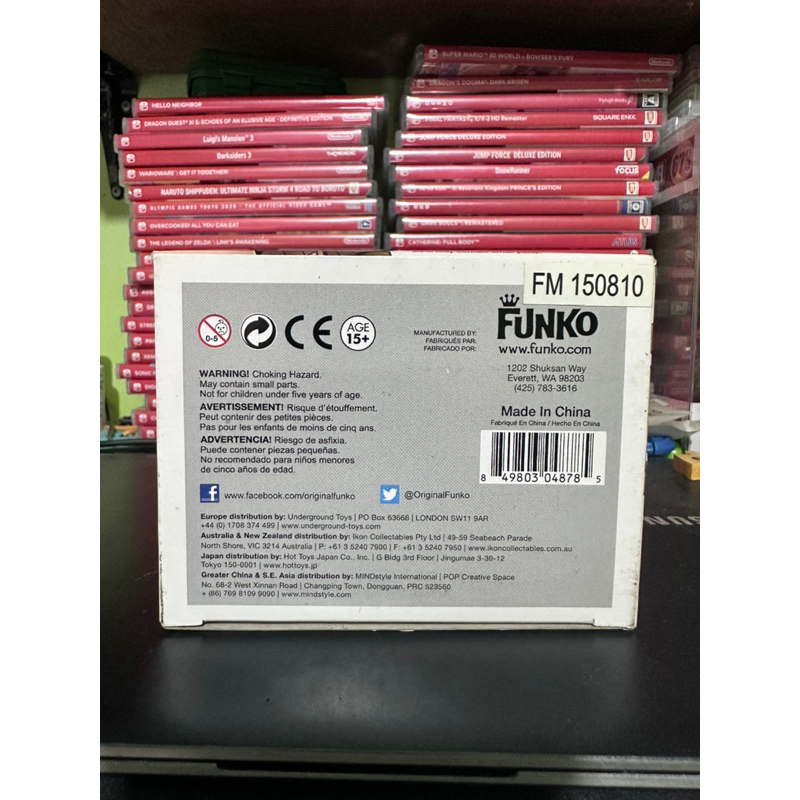 SUPER MARIO 3D WORLD + BOWSER'S FURY
Nintendo
DRAGON'S DOGMA: DARK ARISEN
HELLO NEIGHBOR
DRAGON QUEST XI S: ECHOES OF AN ELUSIVE AGE - DEFINITIVE EDITION
FINAL FANTASY X/X-2 HD Remaster
SQUARE ENIX
Luigi's Mansion 3
JUMP FORCE DELUXE EDITION
Darksiders 3
JUMP FORCE DELUXE EDITION
WARIOWARE: GET IT TOGETHER!
SnowRunner
FOCUS
NARUTO SHIPPUDEN: ULTIMATE NINJA STORM 4 ROAD TO BORUTO
Kingdom PRINCE'S EDITION
OLYMPIC GAMES TOKYO 2020 - THE OFFICIAL VIDEO GAME
OVERCOOKED! ALL YOU CAN EAT
DARK SOULS: REMASTERED
THE LEGEND OF ZELDA: LINK'S AWAKENING
Nintendo
CATHERINE: FULL BODY
ATLUS
FM 150810
0-5
CE
AGE
15+
MANUFACTURED BY:
FABRIQUÉS PAR:
FABRICADO POR:
FUNKO
www.funko.com
1202 Shuksan Way
Everett, WA 98203
(425) 783-3616
Made In China
Fabriqué En China / Hecho En China
8 49803 04878 5
WARNING! Choking Hazard.
May contain small parts.
Not for children under five years of age.
AVERTISSEMENT! Risque d'étouffement.
Peut contenir des petites pièces.
Pas pour les enfants de moins de cinq ans.
ADVERTENCIA! Riesgo de asfixia.
Puede contener piezas pequeñas.
No recomendado para niños menores
de cinco años de edad.
www.facebook.com/originalfunko
@OriginalFunko
Europe distribution by: Underground Toys | PO Box 63668 | LONDON SW11 9AR
+44 (0) 1708 374 499 | www.underground-toys.com
Australia & New Zealand distribution by: Ikon Collectables Pty Ltd | 49-59 Seabeach Parade
North Shore, VIC 3214 Australia | P: +61 3 5240 7900 | F: +61 3 5240 7950 | www.ikoncollectables.com.au
Japan distribution by: Hot Toys Japan Co., Inc. | G Bldg 3rd Floor | Jingumae 3-30-12
Tokyo 150-0001 | www.hottoys.jp
Greater China & S.E. Asia distribution by: MINDstyle International | POP Creative Space
No. 68-2 West Xinnan Road | Changping Town, Dongguan, PRC 523560
+ (86) 769 8109 9090 | www.mindstyle.com